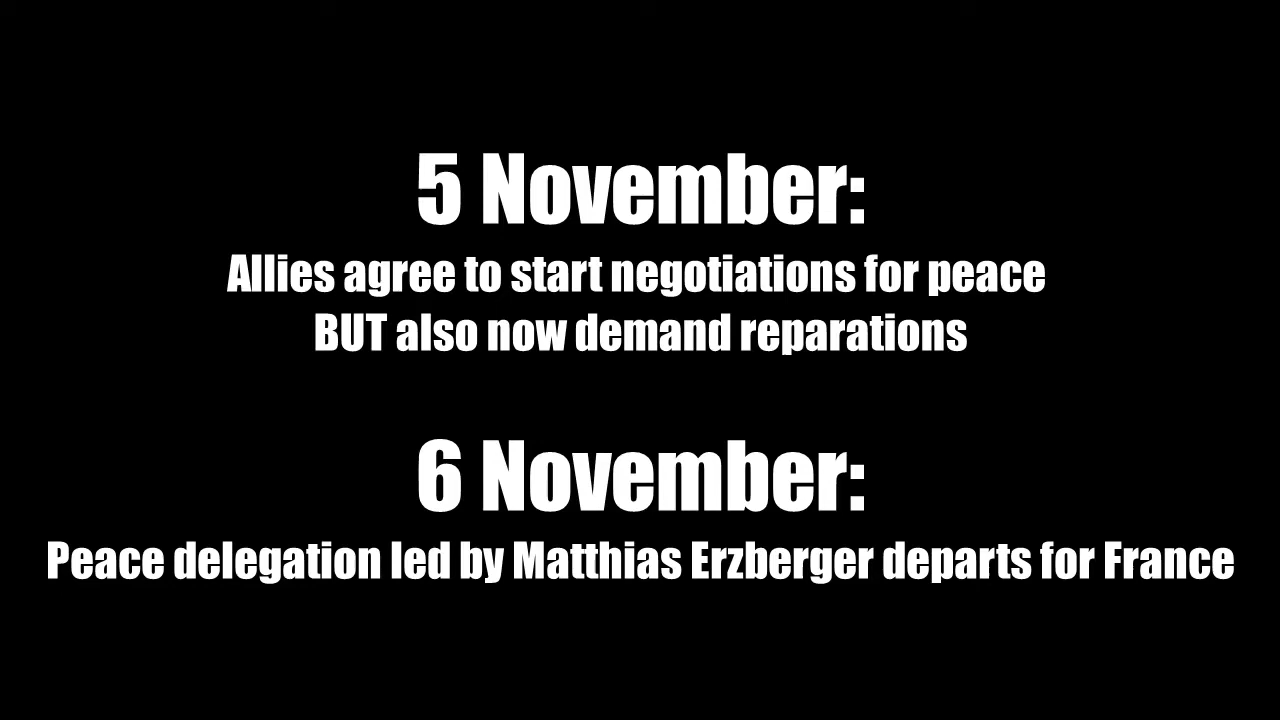 5 November:
Allies agree to start negotiations for peace
BUT also now demand reparations
6 November:
Peace delegation led by Matthias Erzberger departs for France